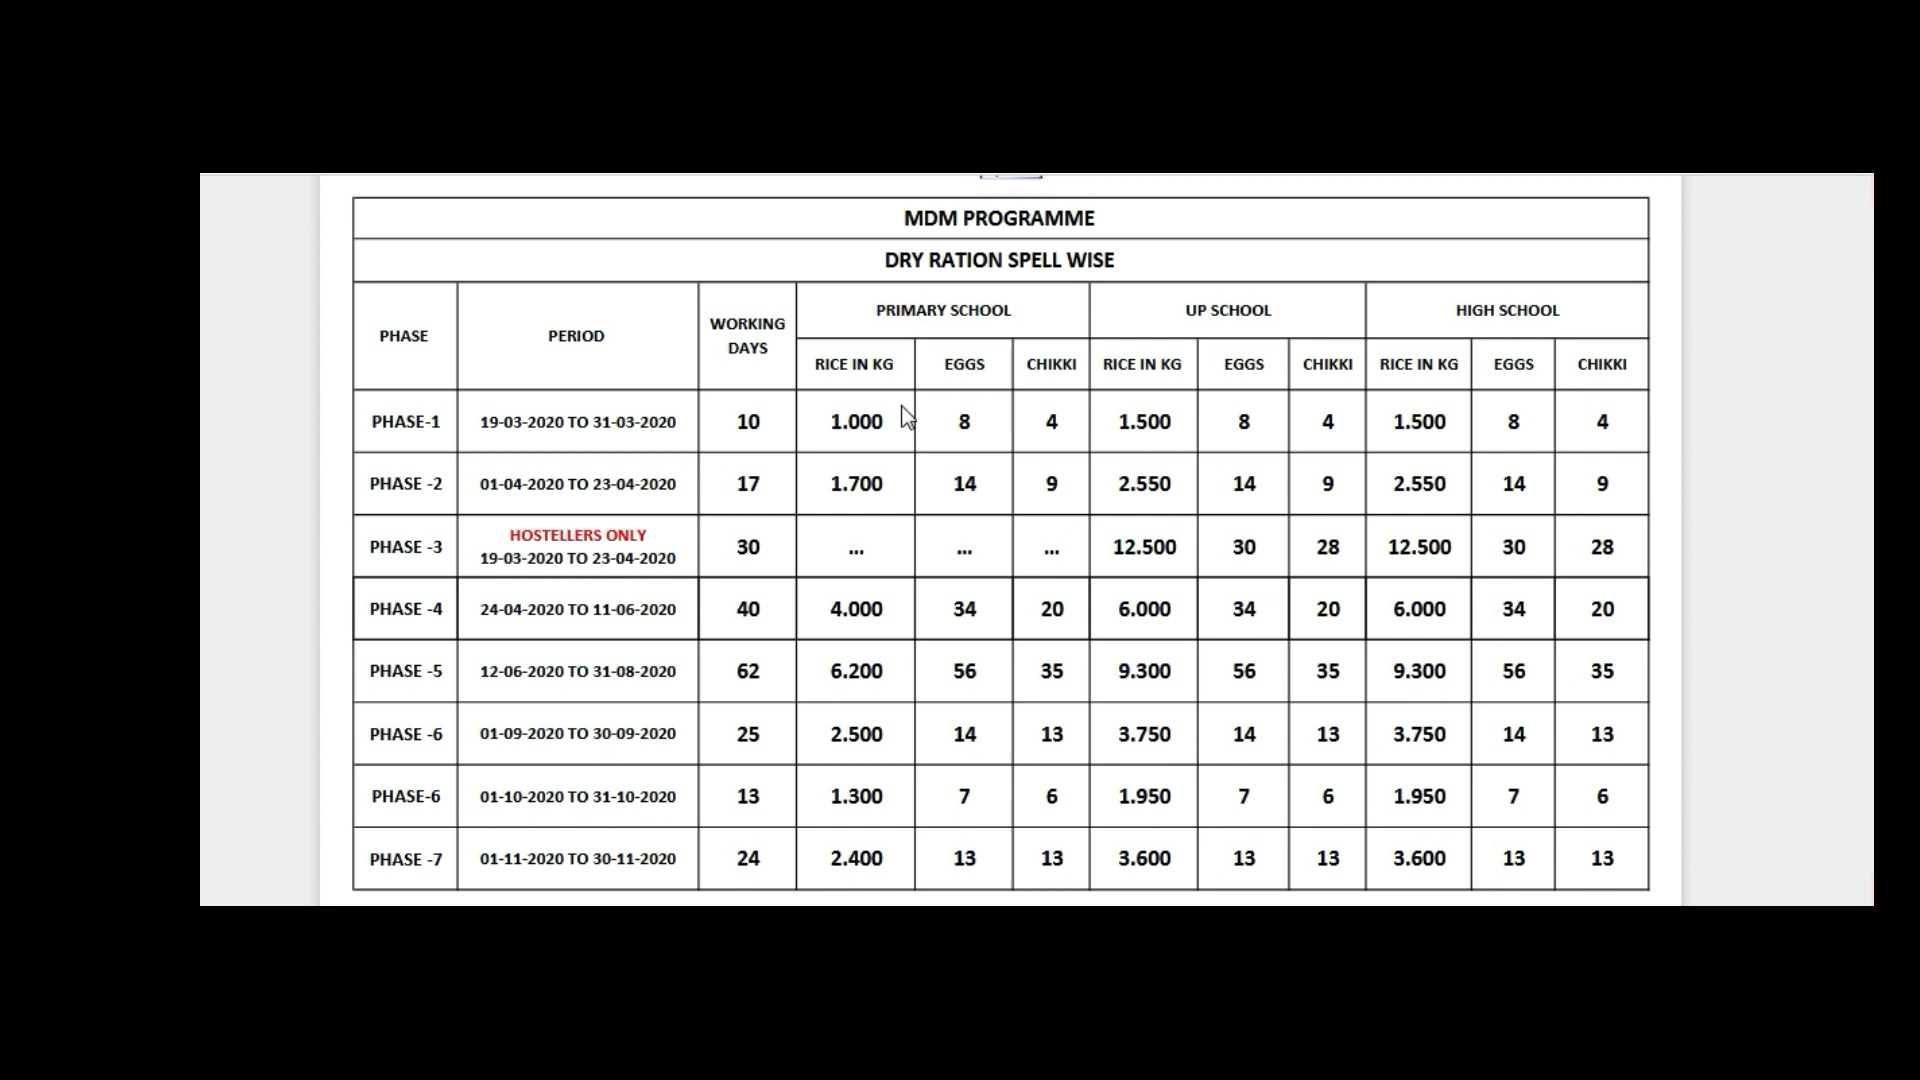 MDM PROGRAMME
DRY RATION SPELL WISE
PHASE PERIOD WORKING DAYS PRIMARY SCHOOL UP SCHOOL HIGH SCHOOL
RICE IN KG EGGS CHIKKI RICE IN KG EGGS CHIKKI RICE IN KG EGGS CHIKKI
PHASE-1 19-03-2020 TO 31-03-2020 10 1.000 8 4 1.500 8 4 1.500 8 4
PHASE -2 01-04-2020 TO 23-04-2020 17 1.700 14 9 2.550 14 9 2.550 14 9
PHASE -3 HOSTELLERS ONLY 19-03-2020 TO 23-04-2020 30 ... ... ... 12.500 30 28 12.500 30 28
PHASE -4 24-04-2020 TO 11-06-2020 40 4.000 34 20 6.000 34 20 6.000 34 20
PHASE -5 12-06-2020 TO 31-08-2020 62 6.200 56 35 9.300 56 35 9.300 56 35
PHASE -6 01-09-2020 TO 30-09-2020 25 2.500 14 13 3.750 14 13 3.750 14 13
PHASE-6 01-10-2020 TO 31-10-2020 13 1.300 7 6 1.950 7 6 1.950 7 6
PHASE -7 01-11-2020 TO 30-11-2020 24 2.400 13 13 3.600 13 13 3.600 13 13